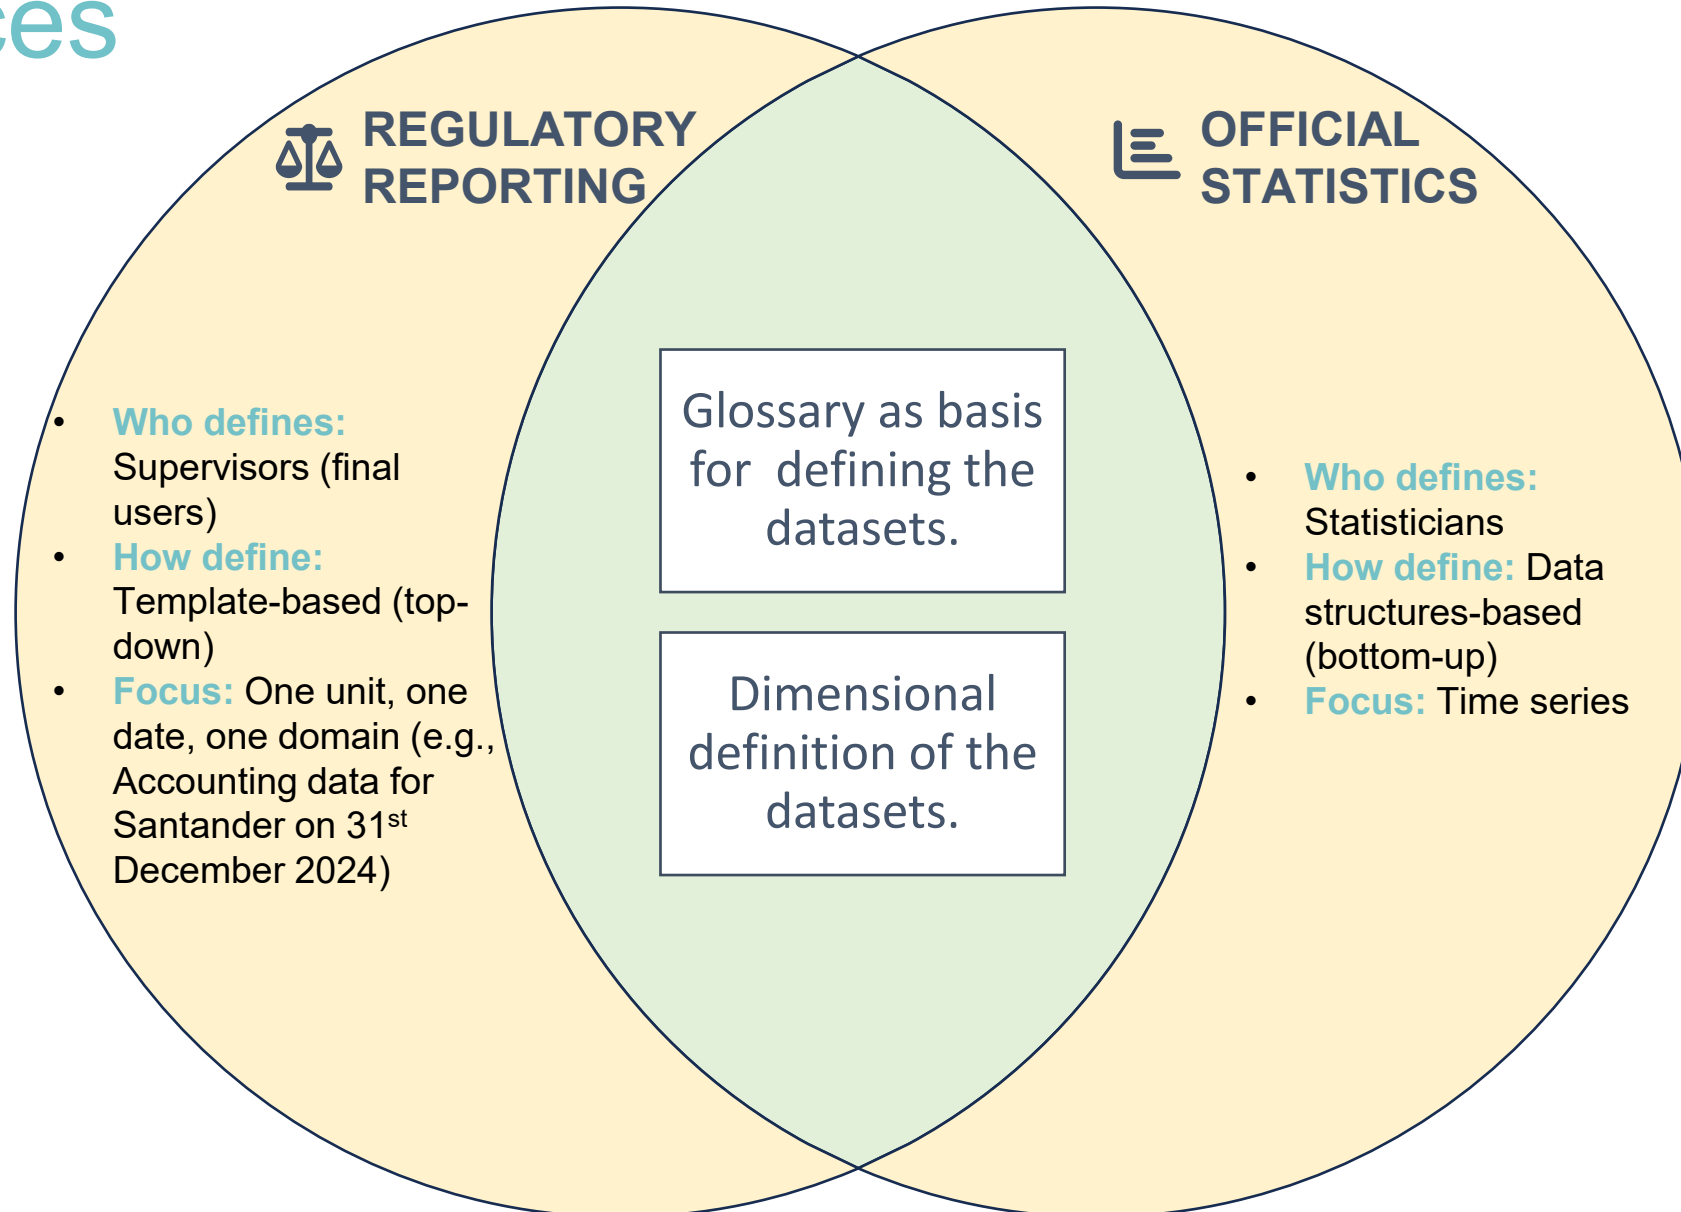 ces
REGULATORY
REPORTING
• Who defines:
Supervisors (final
users)
• How define:
Template-based (top-
down)
• Focus: One unit, one
date, one domain (e.g.,
Accounting data for
Santander on 31st
December 2024)
Glossary as basis
for  defining the
datasets.
Dimensional
definition of the
datasets.
OFFICIAL
STATISTICS
• Who defines:
Statisticians
• How define: Data
structures-based
(bottom-up)
• Focus: Time series